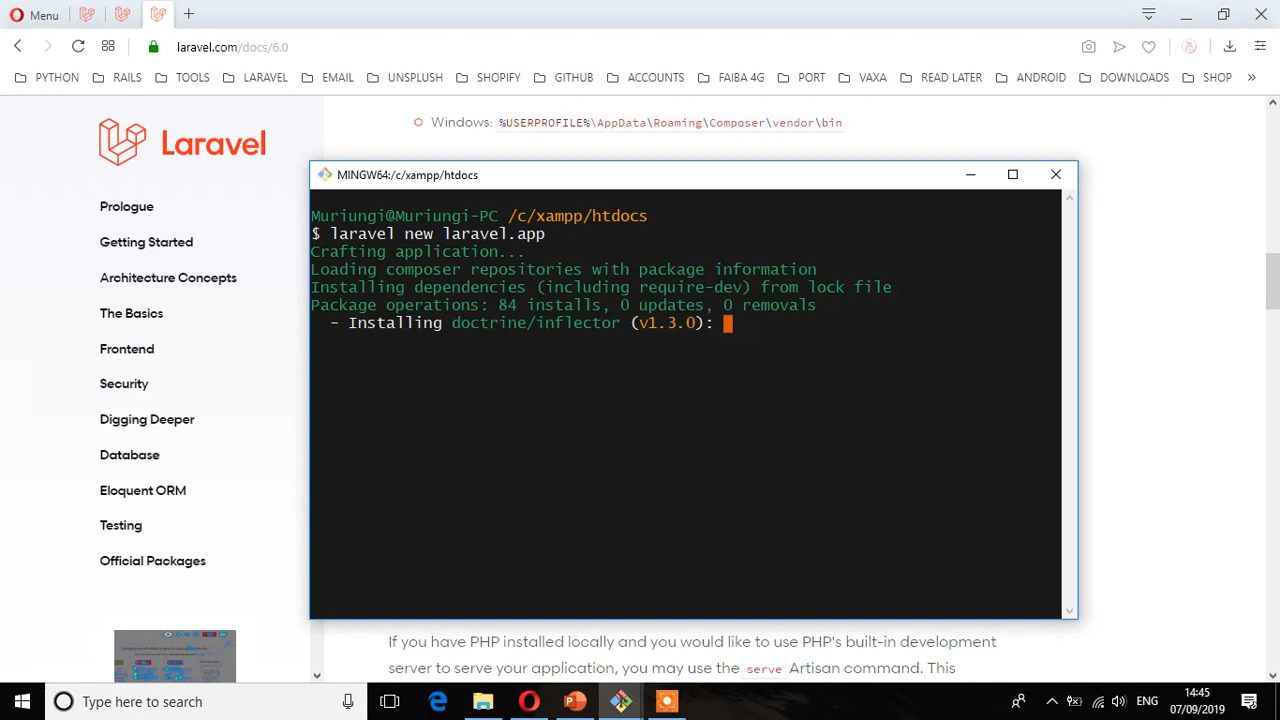 Menu
laravel.com/docs/6.0
PYTHON RAILS TOOLS LARAVEL EMAIL UNSPLUSH SHOPIFY GITHUB ACCOUNTS FAIBA 4G PORT VAXA READ LATER ANDROID DOWNLOADS SHOP »
Laravel
Prologue
Getting Started
Architecture Concepts
The Basics
Frontend
Security
Digging Deeper
Database
Eloquent ORM
Testing
Official Packages
Windows: %USERPROFILE%\AppData\Roaming\Composer\vendor\bin
MINGW64:/c/xampp/htdocs
Muriungi@Muriungi-PC /c/xampp/htdocs
$ laravel new laravel.app
Crafting application...
Loading composer repositories with package information
Installing dependencies (including require-dev) from lock file
Package operations: 84 installs, 0 updates, 0 removals
- Installing doctrine/inflector (v1.3.0):
If you have PHP installed locally and you would like to use PHP's built-in development
server to serve your application, you may use the serve Artisan command. This
Type here to search
ENG
14:45
07/09/2019